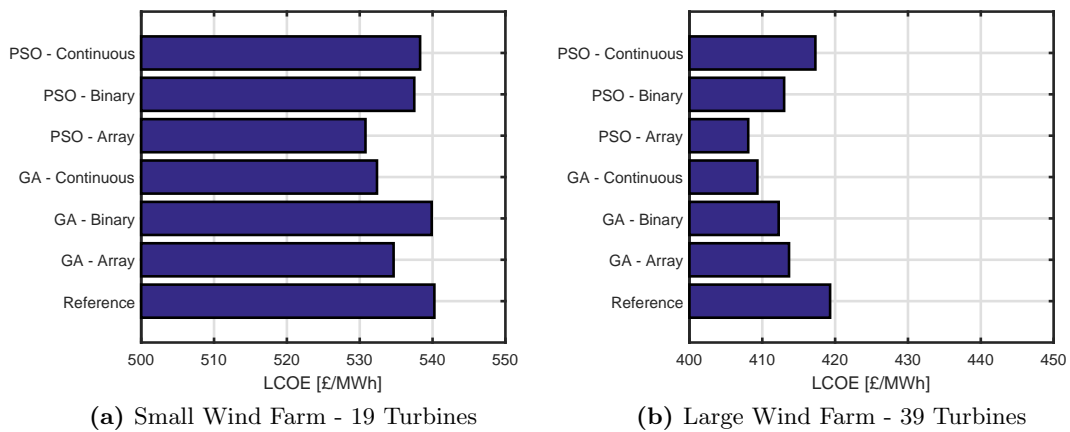 PSO - Continuous
PSO - Binary
PSO - Array
GA - Continuous
GA - Binary
GA - Array
Reference
500 510 520 530 540 550
LCOE [£/MWh]
(a) Small Wind Farm - 19 Turbines
PSO - Continuous
PSO - Binary
PSO - Array
GA - Continuous
GA - Binary
GA - Array
Reference
400 410 420 430 440 450
LCOE [£/MWh]
(b) Large Wind Farm - 39 Turbines